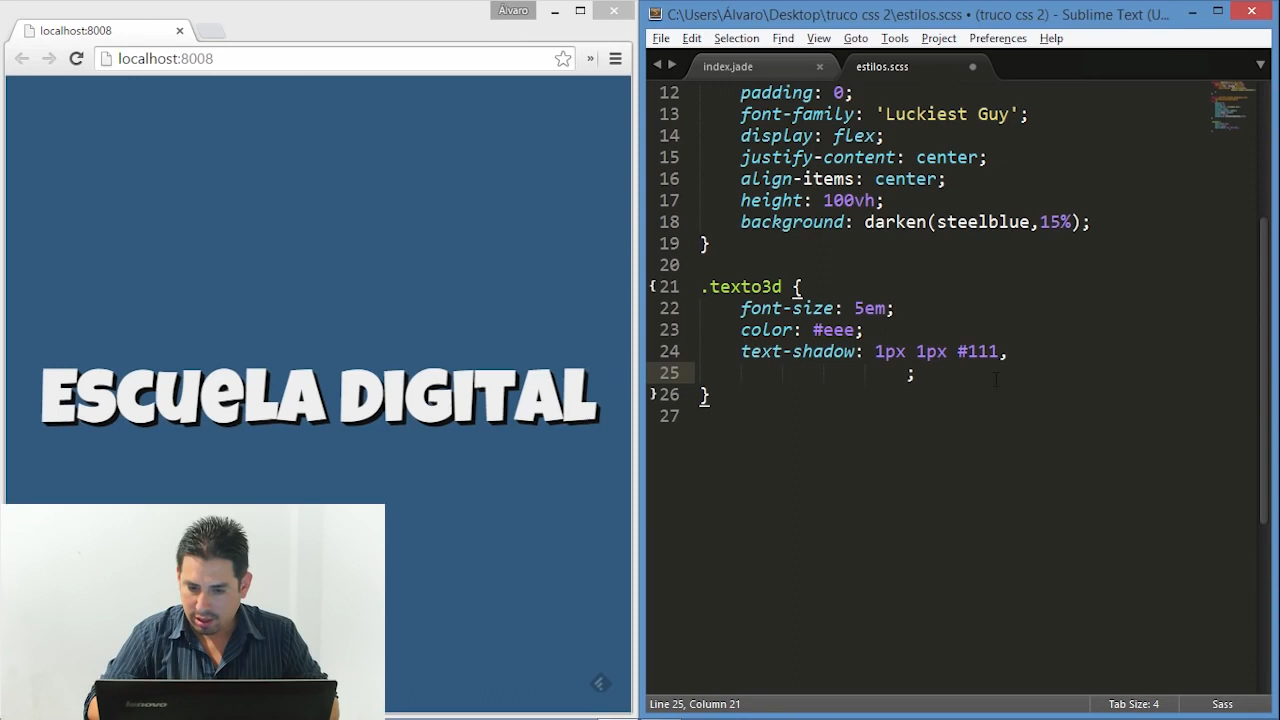 Álvaro
localhost:8008
localhost:8008
»
ESCUELA DIGITAL
lenovo
C:\Users\Álvaro\Desktop\truco css 2\estilos.scss • (truco css 2) - Sublime Text (U...
File Edit Selection Find View Goto Tools Project Preferences Help
index.jade estilos.scss
12 padding: 0;
13 font-family: 'Luckiest Guy';
14 display: flex;
15 justify-content: center;
16 align-items: center;
17 height: 100vh;
18 background: darken(steelblue,15%);
19 }
20
21 .texto3d {
22 font-size: 5em;
23 color: #eee;
24 text-shadow: 1px 1px #111,
25 ;
26 }
27
Line 25, Column 21 Tab Size: 4 Sass